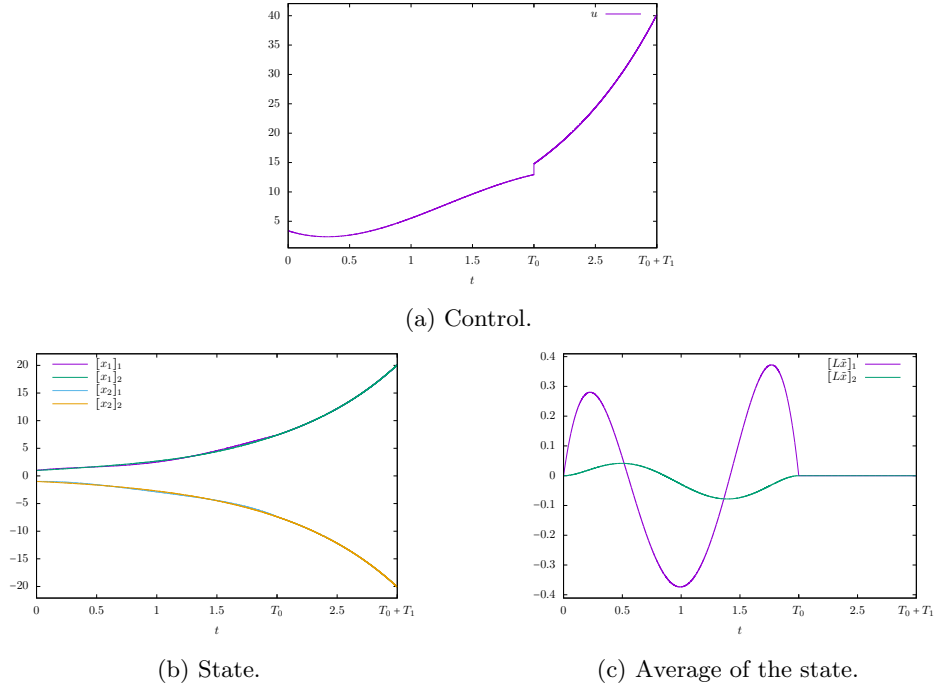 40
35
30
25
20
15
10
5
u
0 0.5 1 1.5 T₀ 2.5 T₀ + T₁
t
(a) Control.
20
15
10
5
0
−5
−10
−15
−20
[x₁]₁
[x₁]₂
[x₂]₁
[x₂]₂
0 0.5 1 1.5 T₀ 2.5 T₀ + T₁
t
(b) State.
0.4
0.3
0.2
0.1
0
−0.1
−0.2
−0.3
−0.4
[Lx̃]₁
[Lx̃]₂
0 0.5 1 1.5 T₀ 2.5 T₀ + T₁
t
(c) Average of the state.